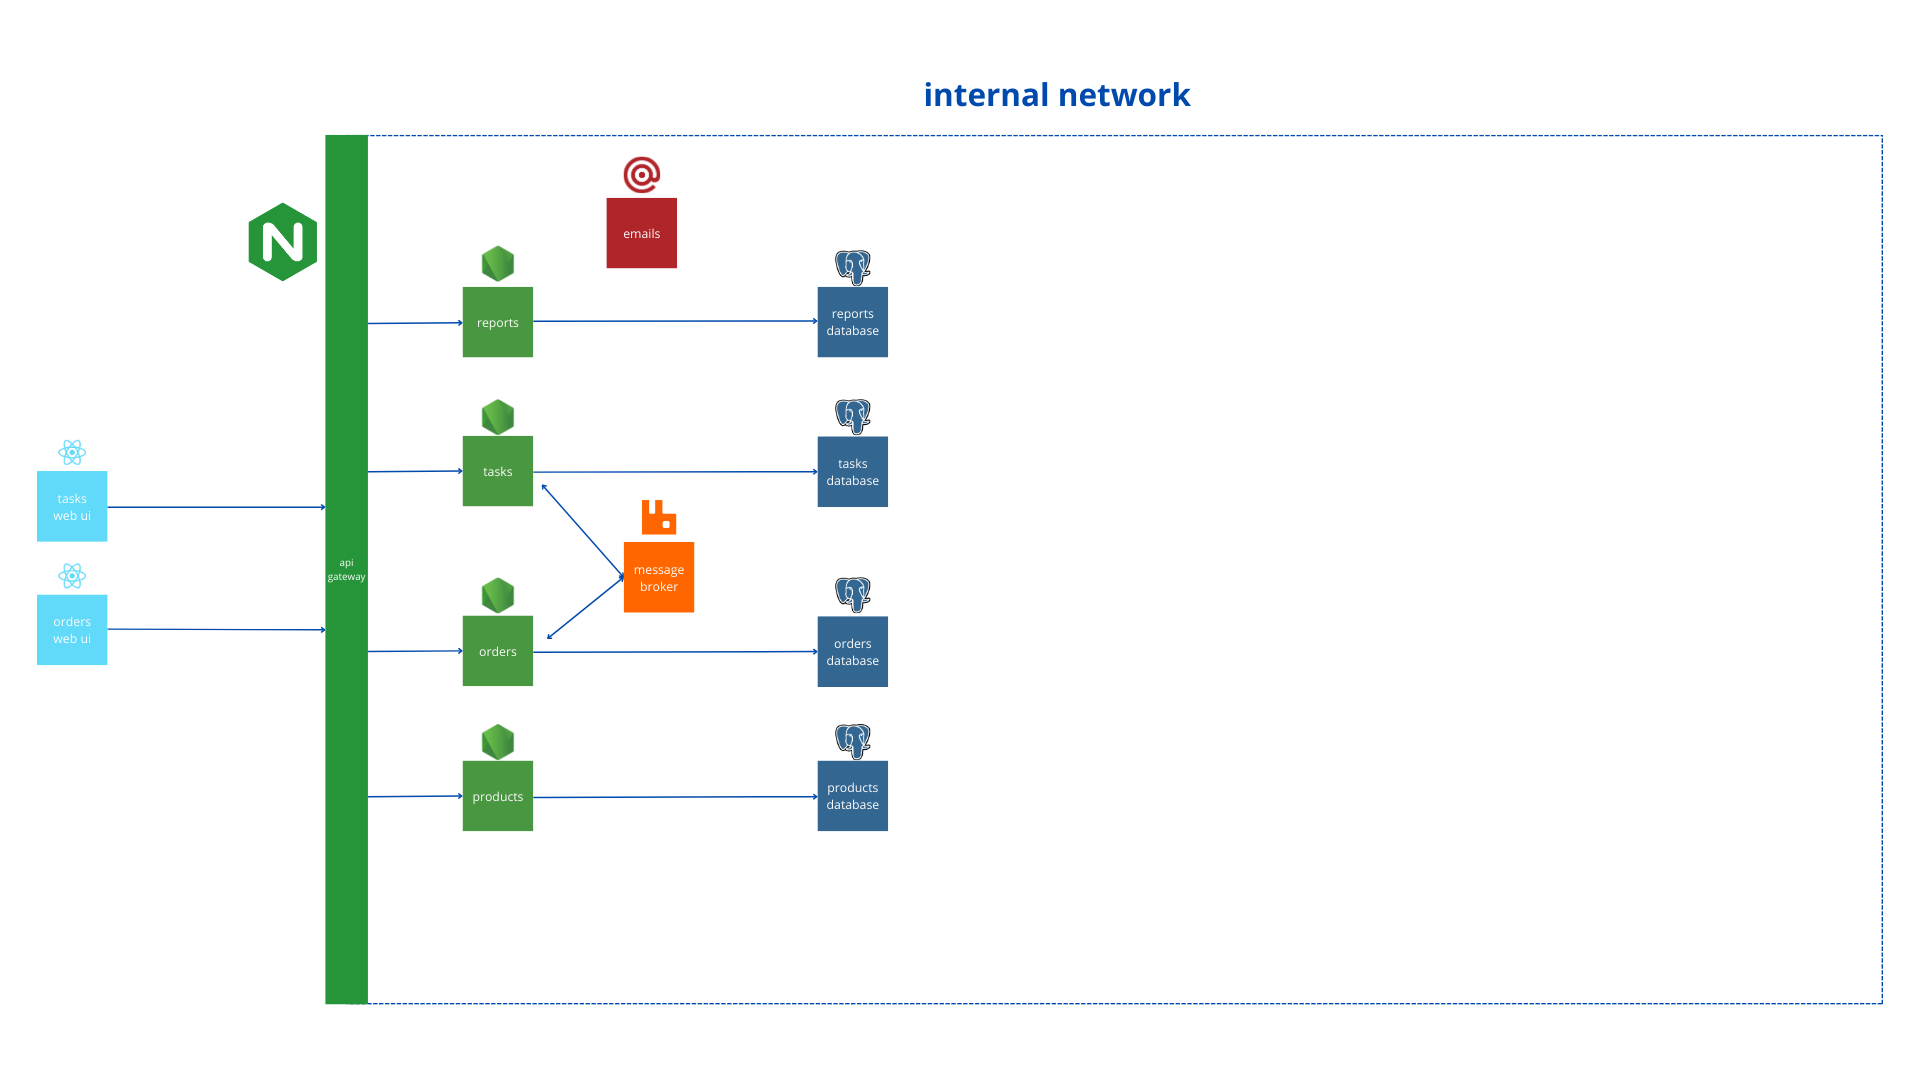 internal network
emails
reports
reports
database
tasks
tasks
database
tasks
web ui
api
gateway
message
broker
orders
web ui
orders
orders
database
products
products
database